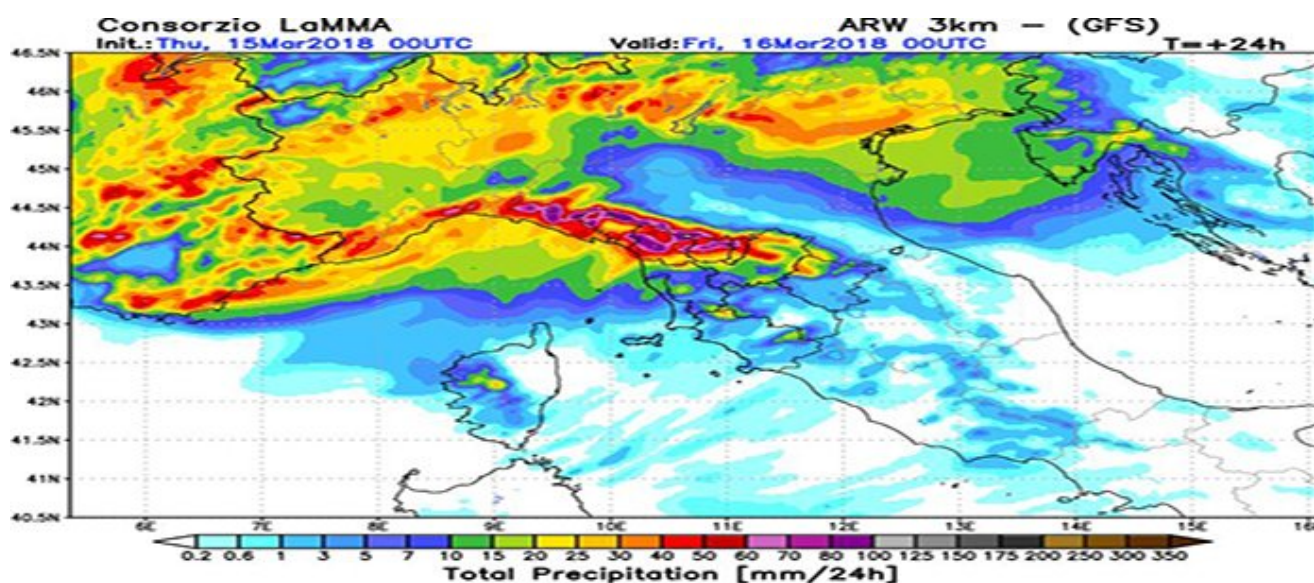 Consorzio LaMMA ARW 3km – (GFS)
Init.: Thu, 15Mar2018 00UTC Valid: Fri, 16Mar2018 00UTC T=+24h
46.5N
46N
45.5N
45N
44.5N
44N
43.5N
43N
42.5N
42N
41.5N
41N
40.5N
6E 7E 8E 9E 10E 11E 12E 13E 14E 15E 16E
0.2 0.6 1 3 5 7 10 15 20 25 30 40 50 60 70 80 100 125 150 175 200 250 300 350
Total Precipitation [mm/24h]